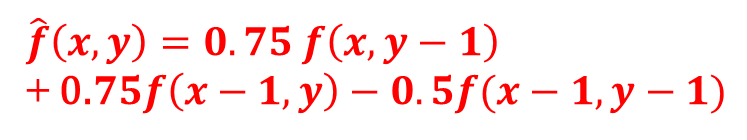 f̂(x, y) = 0.75 f(x, y − 1)
+ 0.75f(x − 1, y) − 0.5f(x − 1, y − 1)